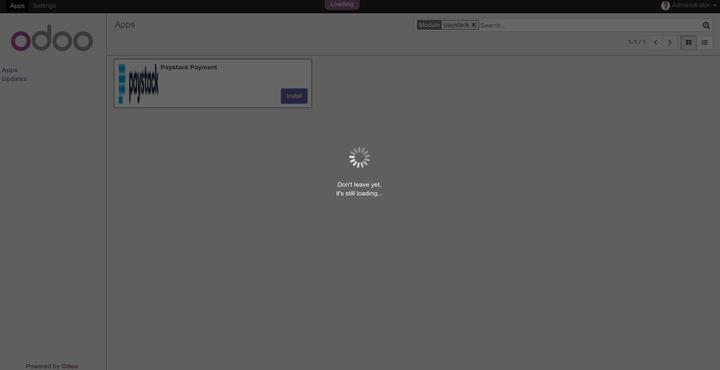 Apps Settings Loading Administrator
odoo
Apps
Updates
Apps
Module paystack x Search...
1-1 / 1
paystack
Paystack Payment
Install
Don't leave yet,
it's still loading...
Powered by Odoo